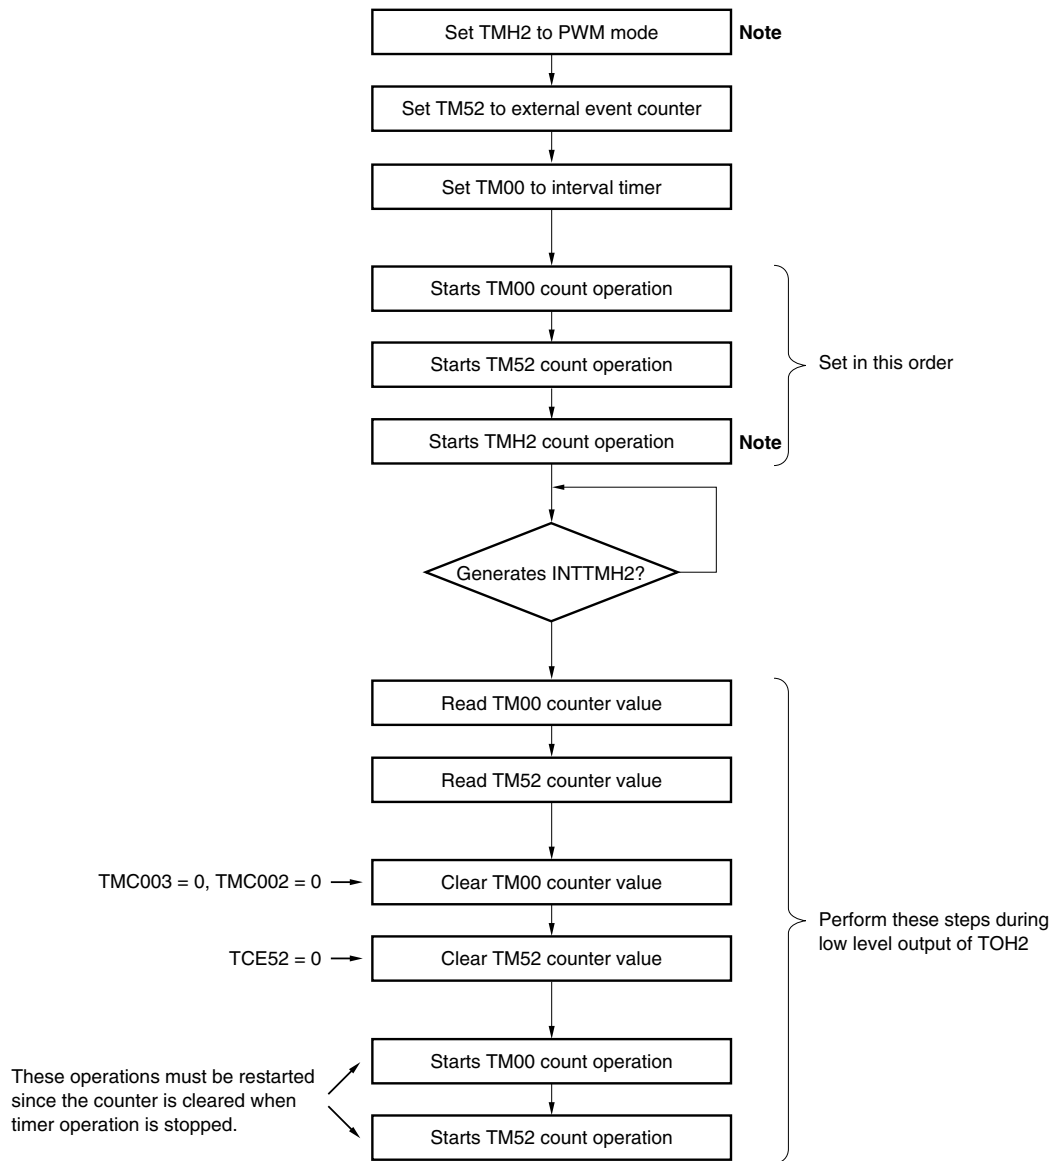 Set TMH2 to PWM mode
Note
Set TM52 to external event counter
Set TM00 to interval timer
Starts TM00 count operation
Starts TM52 count operation
Set in this order
Starts TMH2 count operation
Note
Generates INTTMH2?
Read TM00 counter value
Read TM52 counter value
TMC003 = 0, TMC002 = 0
Clear TM00 counter value
TCE52 = 0
Clear TM52 counter value
Perform these steps during
low level output of TOH2
Starts TM00 count operation
These operations must be restarted
since the counter is cleared when
timer operation is stopped.
Starts TM52 count operation